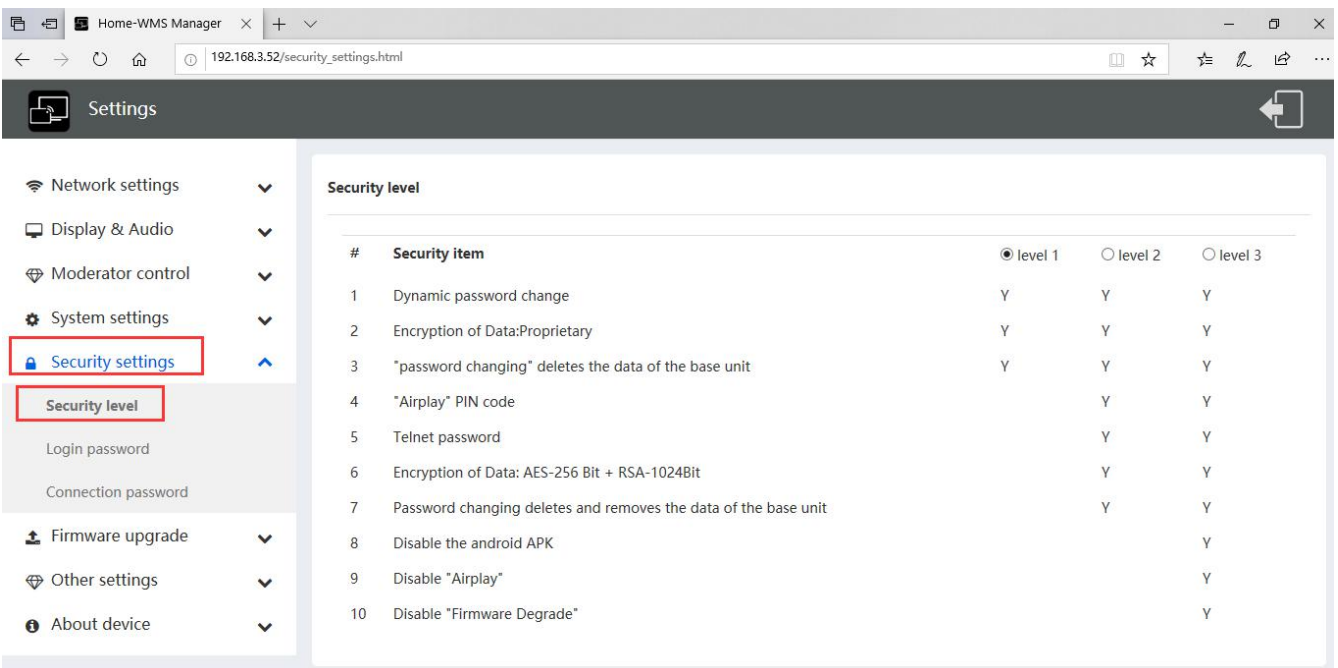 Home-WMS Manager
192.168.3.52/security_settings.html
Settings
Network settings
Display & Audio
Moderator control
System settings
Security settings
Security level
Login password
Connection password
Firmware upgrade
Other settings
About device
Security level
# Security item level 1 level 2 level 3
1 Dynamic password change Y Y Y
2 Encryption of Data:Proprietary Y Y Y
3 "password changing" deletes the data of the base unit Y Y Y
4 "Airplay" PIN code Y Y
5 Telnet password Y Y
6 Encryption of Data: AES-256 Bit + RSA-1024Bit Y Y
7 Password changing deletes and removes the data of the base unit Y Y
8 Disable the android APK Y
9 Disable "Airplay" Y
10 Disable "Firmware Degrade" Y